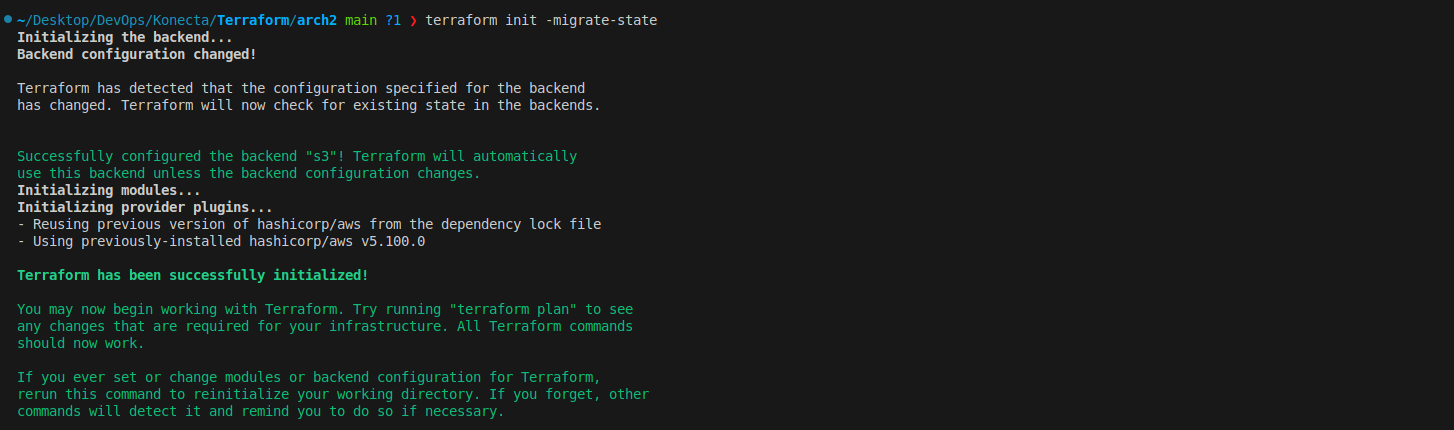 ~/Desktop/DevOps/Konecta/Terraform/arch2 main ?1 ❯ terraform init -migrate-state
Initializing the backend...
Backend configuration changed!
Terraform has detected that the configuration specified for the backend
has changed. Terraform will now check for existing state in the backends.
Successfully configured the backend "s3"! Terraform will automatically
use this backend unless the backend configuration changes.
Initializing modules...
Initializing provider plugins...
- Reusing previous version of hashicorp/aws from the dependency lock file
- Using previously-installed hashicorp/aws v5.100.0
Terraform has been successfully initialized!
You may now begin working with Terraform. Try running "terraform plan" to see
any changes that are required for your infrastructure. All Terraform commands
should now work.
If you ever set or change modules or backend configuration for Terraform,
rerun this command to reinitialize your working directory. If you forget, other
commands will detect it and remind you to do so if necessary.